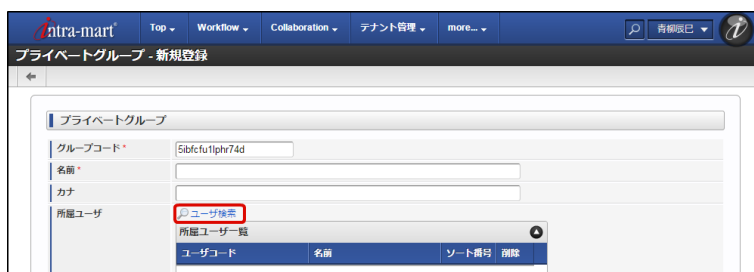 intra-mart Top Workflow Collaboration テナント管理 more... 青柳辰巳
プライベートグループ - 新規登録
プライベートグループ
グループコード * 5ibfcfu1lphr74d
名前 *
カナ
所属ユーザ ユーザ検索
所属ユーザ一覧
ユーザコード 名前 ソート番号 削除